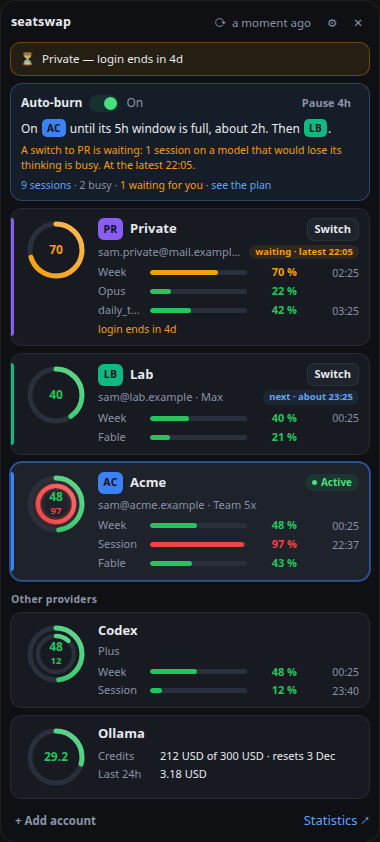 seatswap
a moment ago
Private — login ends in 4d
Auto-burn On Pause 4h
On AC until its 5h window is full, about 2h. Then LB.
A switch to PR is waiting: 1 session on a model that would lose its
thinking is busy. At the latest 22:05.
9 sessions · 2 busy · 1 waiting for you · see the plan
70
PR Private Switch
sam.private@mail.exampl... waiting · latest 22:05
Week 70 % 02:25
Opus 22 %
daily_t... 42 % 03:25
login ends in 4d
40
LB Lab Switch
sam@lab.example · Max next · about 23:25
Week 40 % 00:25
Fable 21 %
48
97
AC Acme Active
sam@acme.example · Team 5x
Week 48 % 00:25
Session 97 % 22:37
Fable 43 %
Other providers
48
12
Codex
Plus
Week 48 % 00:25
Session 12 % 23:40
29.2
Ollama
Credits 212 USD of 300 USD · resets 3 Dec
Last 24h 3.18 USD
+ Add account Statistics ↗